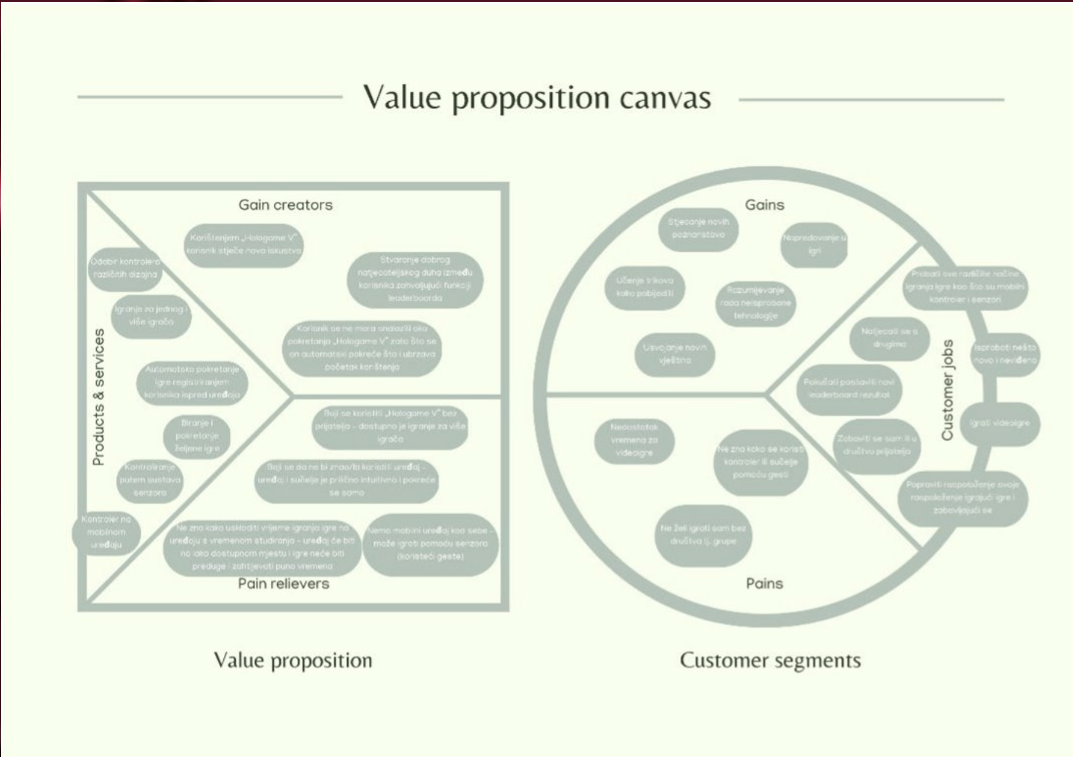 Value proposition canvas
Gain creators
Korištenjem „Hologame V"
korisnik stječe nova iskustva
Stvaranje dobrog
natjecateljskog duha između
korisnika zahvaljujući funkciji
leaderboarda
Korisnik se ne mora snalaziti oko
pokretanja „Hologame V" zato što se
on automatski pokreće što i ubrzava
početak korištenja
Products & services
Odabir kontrolera
različitih dizajna
Igranje za jednog i
više igrača
Automatsko pokretanje
igre registriranjem
korisnika ispred uređaja
Biranje i
pokretanje
željene igre
Kontroliranje
putem sustava
senzora
Kontroler na
mobilnom
uređaju
Boji se koristiti „Hologame V" bez
prijatelja – dostupno je igranje za više
igrača
Boji se da ne bi znao/la koristiti uređaj –
uređaj i sučelje je prilično intuitivno i pokreće
se samo
Ne zna kako uskladiti vrijeme igranja igre na
uređaju s vremenom studiranja – uređaj će biti
na lako dostupnom mjestu i igre neće biti
preduge i zahtjevati puno vremena
Nema mobilni uređaj kod sebe –
može igrati pomoću senzora
(koristeći geste)
Pain relievers
Value proposition
Gains
Stjecanje novih
poznanstava
Napredovanje u
igri
Učenje trikova
kako pobijediti
Razumijevanje
rada neisprobane
tehnologije
Usvajanje novih
vještina
Customer jobs
Probati sve različite načine
igranja igre kao što su mobilni
kontroler i senzori
Natjecati se s
drugima
Isprobati nešto
novo i neviđeno
Pokušati postaviti novi
leaderboard rezultat
Igrati videoigre
Zabaviti se sam ili u
društvu prijatelja
Popraviti raspoloženje svoje
raspoloženje igrajući igre i
zabavljajući se
Nedostatak
vremena za
videoigre
Ne zna kako se koristi
kontroler ili sučelje
pomoću gesti
Ne želi igrati sam bez
društva tj. grupe
Pains
Customer segments